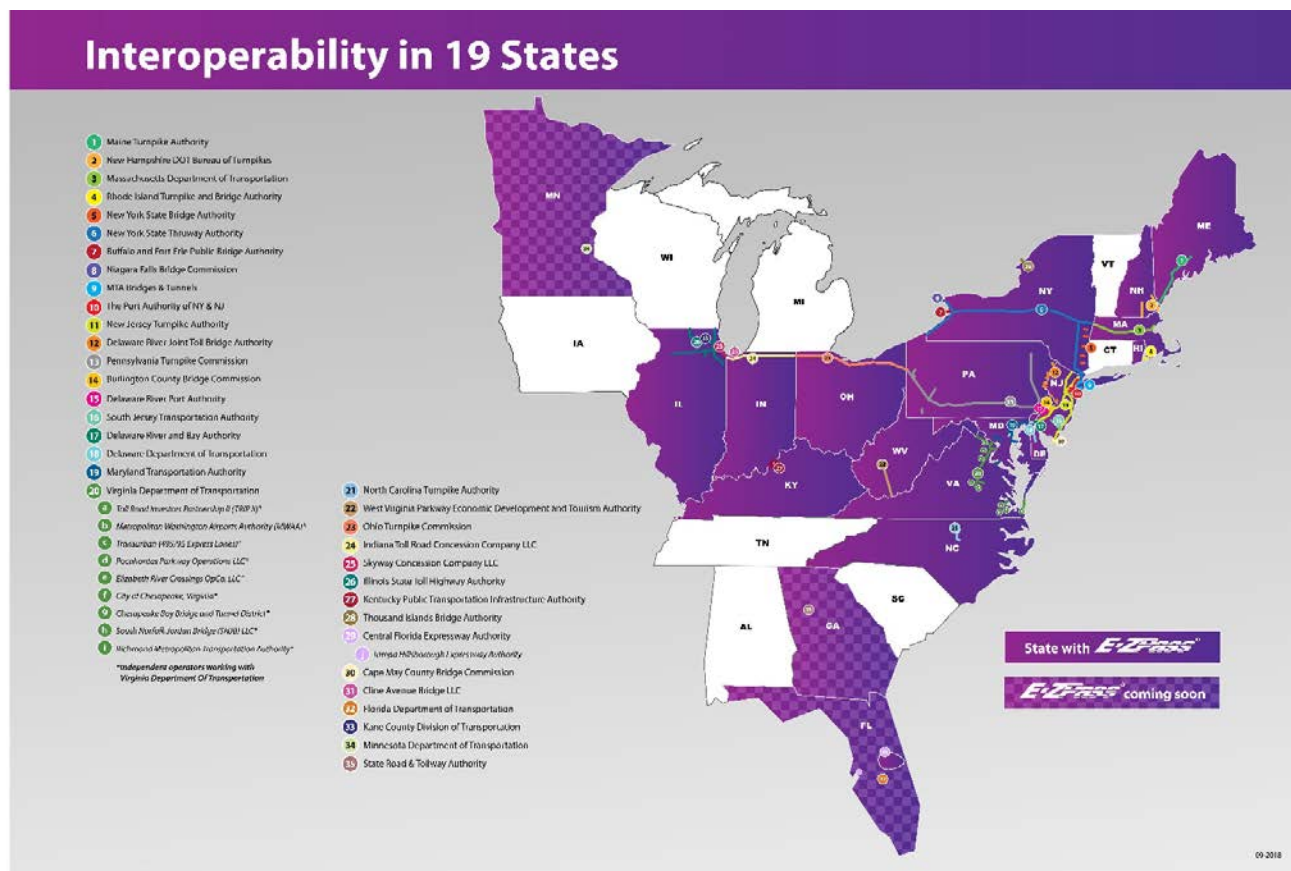 Interoperability in 19 States
1 Maine Turnpike Authority
2 New Hampshire DOT Bureau of Turnpikes
3 Massachusetts Department of Transportation
4 Rhode Island Turnpike and Bridge Authority
5 New York State Bridge Authority
6 New York State Thruway Authority
7 Buffalo and Fort Erie Public Bridge Authority
8 Niagara Falls Bridge Commission
9 MTA Bridges & Tunnels
10 The Port Authority of NY & NJ
11 New Jersey Turnpike Authority
12 Delaware River Joint Toll Bridge Authority
13 Pennsylvania Turnpike Commission
14 Burlington County Bridge Commission
15 Delaware River Port Authority
16 South Jersey Transportation Authority
17 Delaware River and Bay Authority
18 Delaware Department of Transportation
19 Maryland Transportation Authority
20 Virginia Department of Transportation
a Toll Road Investors Partnership II (TRIP II)*
b Metropolitan Washington Airports Authority (MWAA)*
c Transurban (495/95 Express Lanes)*
d Pocahontas Parkway Operations LLC*
e Elizabeth River Crossings OpCo, LLC*
f City of Chesapeake, Virginia*
g Chesapeake Bay Bridge and Tunnel District*
h South Norfolk Jordan Bridge (SNJB) LLC*
i Richmond Metropolitan Transportation Authority*
*Independent operators working with
Virginia Department Of Transportation
21 North Carolina Turnpike Authority
22 West Virginia Parkway Economic Development and Tourism Authority
23 Ohio Turnpike Commission
24 Indiana Toll Road Concession Company LLC
25 Skyway Concession Company LLC
26 Illinois State Toll Highway Authority
27 Kentucky Public Transportation Infrastructure Authority
28 Thousand Islands Bridge Authority
29 Central Florida Expressway Authority
j Tampa Hillsborough Expressway Authority
30 Cape May County Bridge Commission
31 Cline Avenue Bridge LLC
32 Florida Department of Transportation
33 Kane County Division of Transportation
34 Minnesota Department of Transportation
35 State Road & Tollway Authority
MN
WI
MI
IA
IL
IN
OH
KY
WV
VA
PA
NY
VT
NH
ME
MA
CT
RI
NJ
MD
DE
NC
TN
SC
AL
GA
FL
State with E-ZPass
E-ZPass coming soon
09-2018